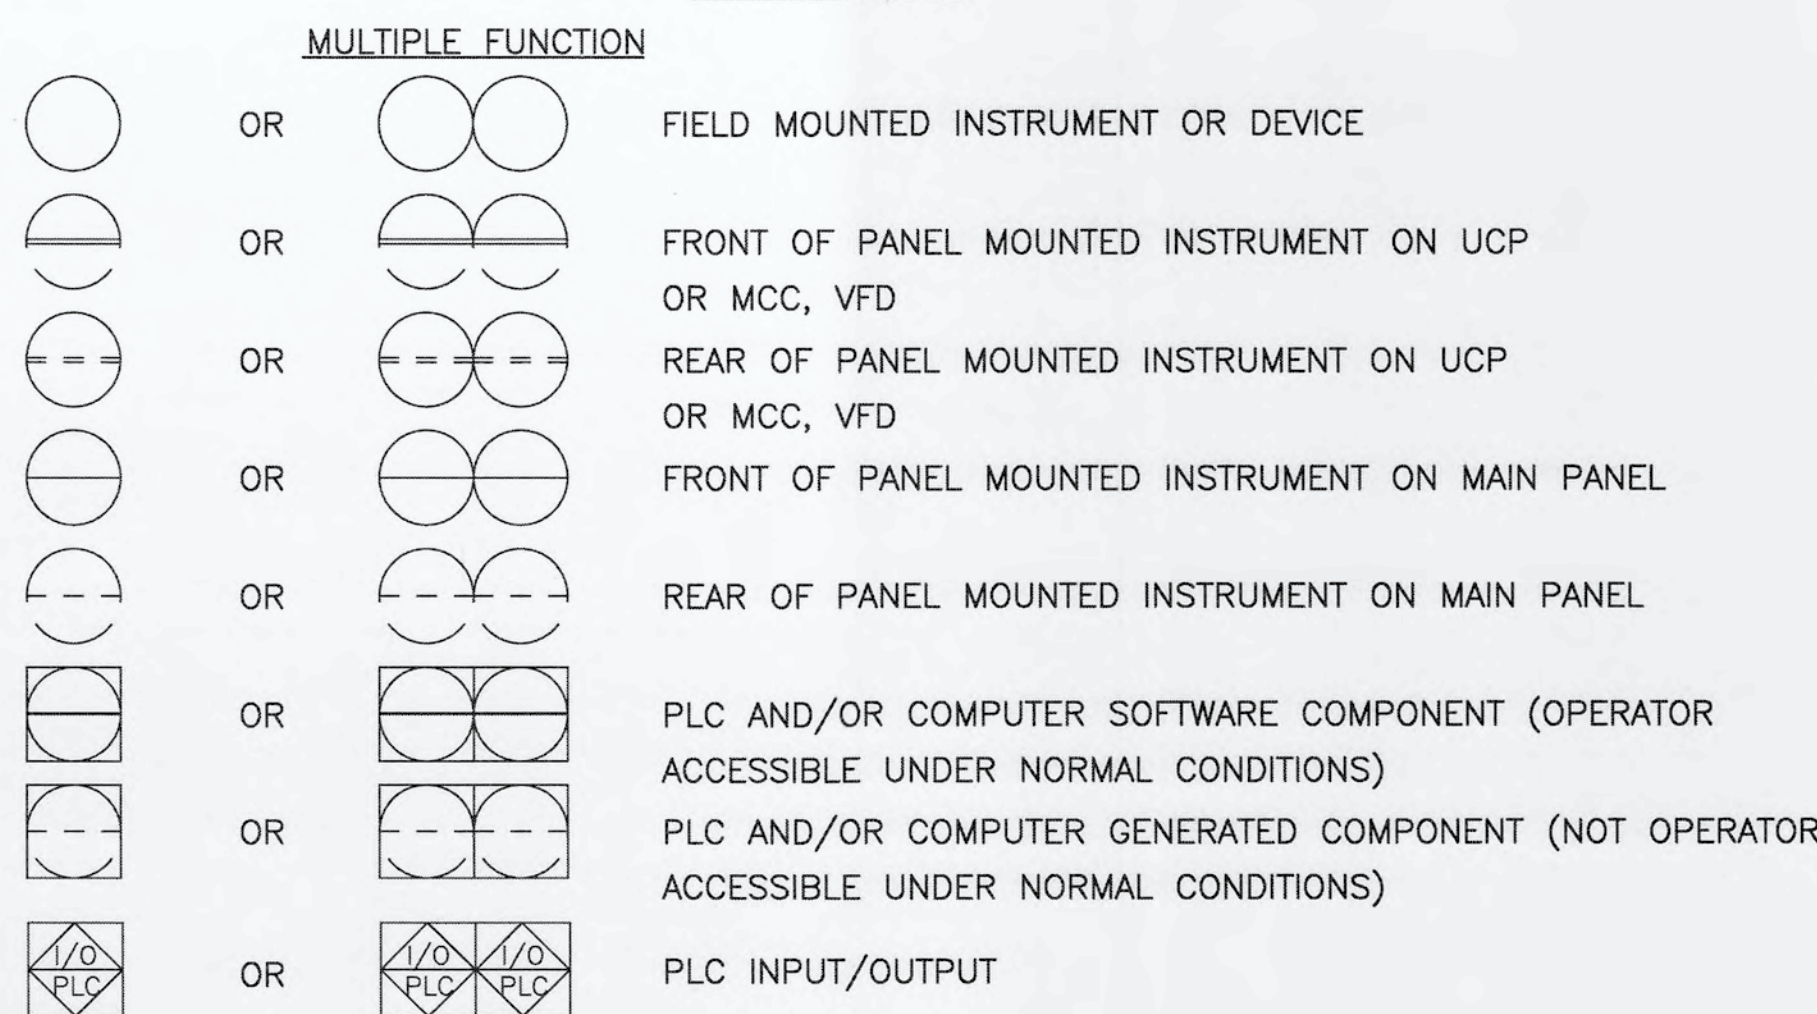 MULTIPLE FUNCTION
OR FIELD MOUNTED INSTRUMENT OR DEVICE
OR FRONT OF PANEL MOUNTED INSTRUMENT ON UCP
OR MCC, VFD
OR REAR OF PANEL MOUNTED INSTRUMENT ON UCP
OR MCC, VFD
OR FRONT OF PANEL MOUNTED INSTRUMENT ON MAIN PANEL
OR REAR OF PANEL MOUNTED INSTRUMENT ON MAIN PANEL
OR PLC AND/OR COMPUTER SOFTWARE COMPONENT (OPERATOR
ACCESSIBLE UNDER NORMAL CONDITIONS)
OR PLC AND/OR COMPUTER GENERATED COMPONENT (NOT OPERATOR
ACCESSIBLE UNDER NORMAL CONDITIONS)
I/O I/O I/O
PLC OR PLC PLC PLC INPUT/OUTPUT